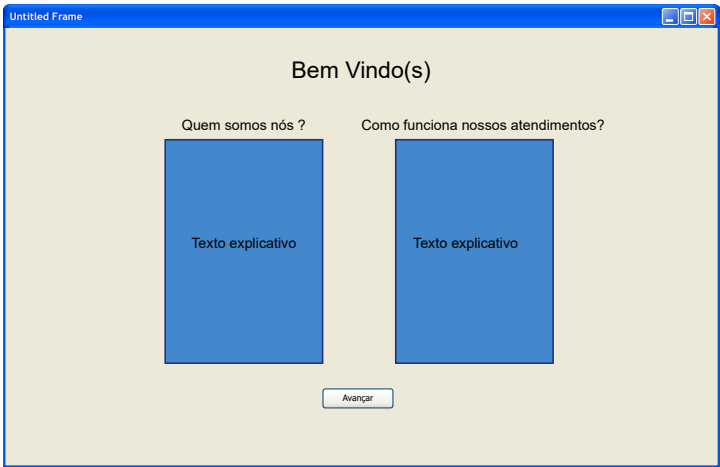 Untitled Frame
Bem Vindo(s)
Quem somos nós ?
Como funciona nossos atendimentos?
Texto explicativo
Texto explicativo
Avançar